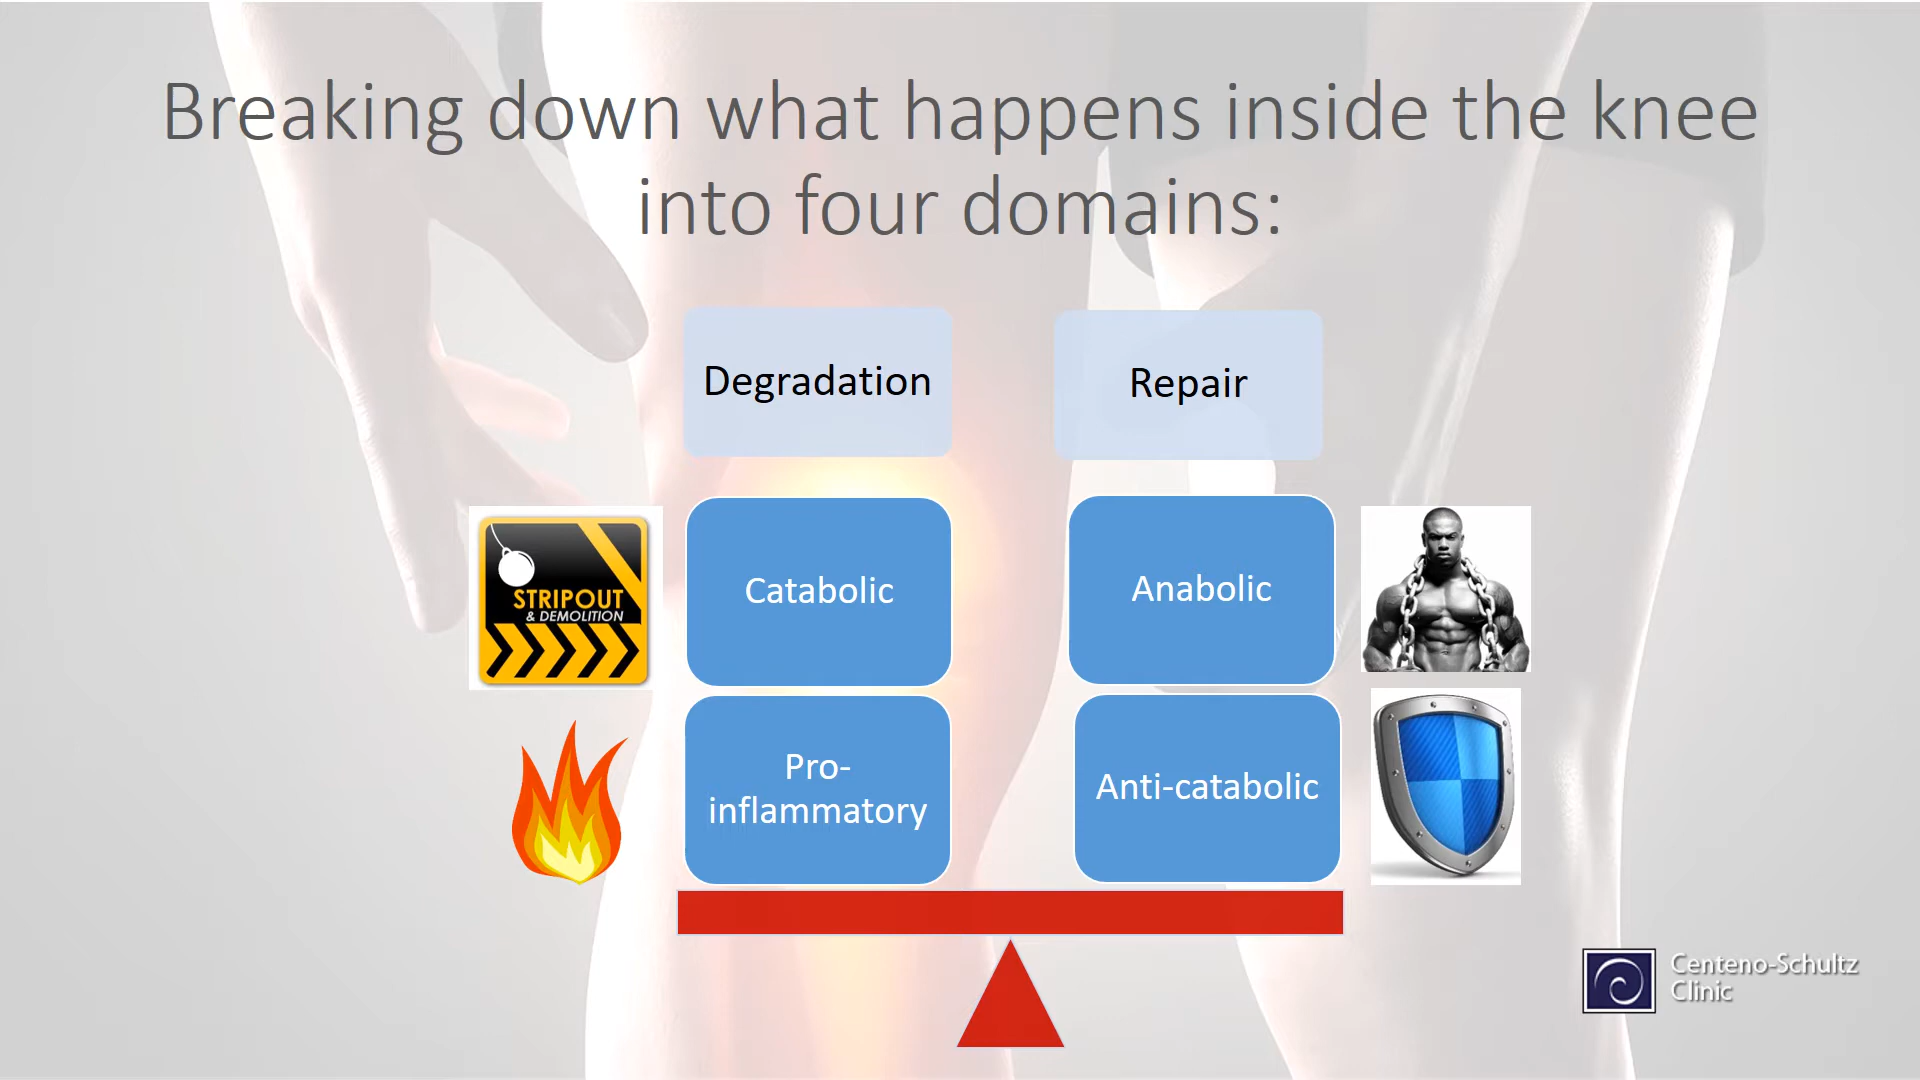 Breaking down what happens inside the knee
into four domains:
Degradation
Repair
STRIPOUT
& DEMOLITION
Catabolic
Anabolic
Pro-
inflammatory
Anti-catabolic
Centeno-Schultz
Clinic